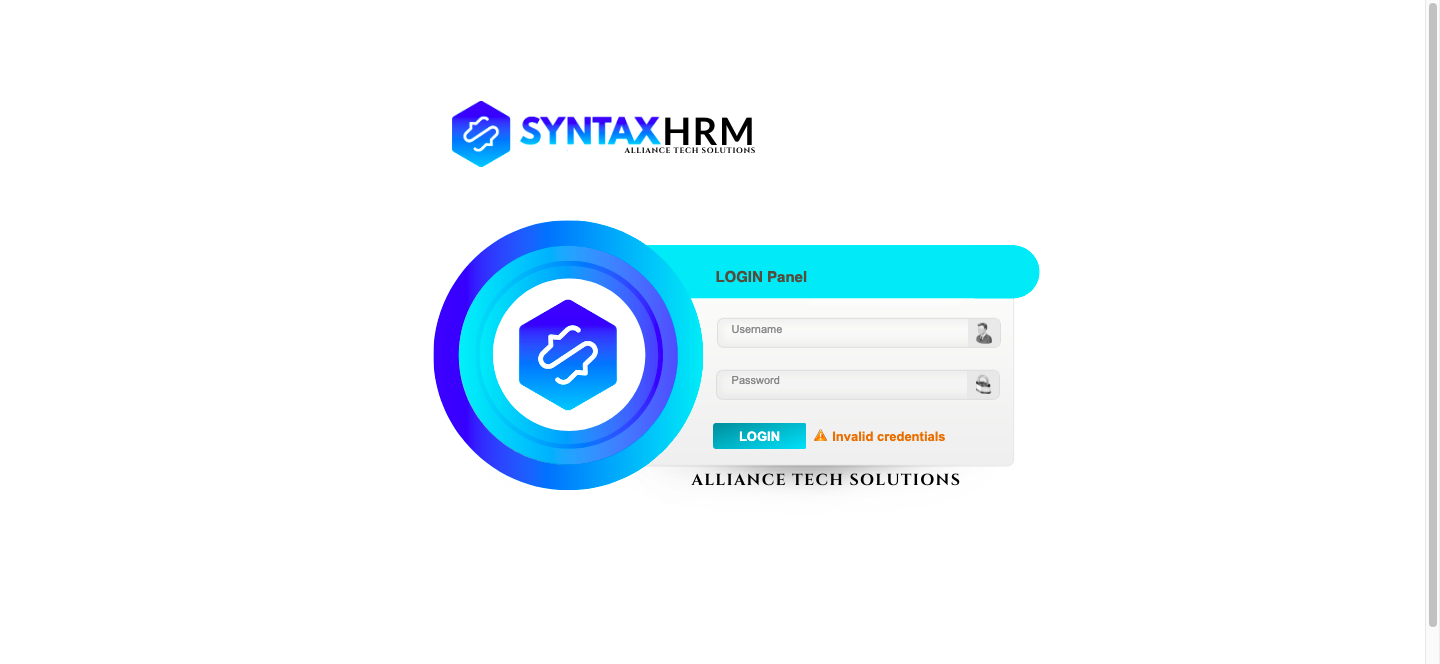 SYNTAXHRM
ALLIANCE TECH SOLUTIONS
LOGIN Panel
Username
Password
LOGIN
Invalid credentials
ALLIANCE TECH SOLUTIONS